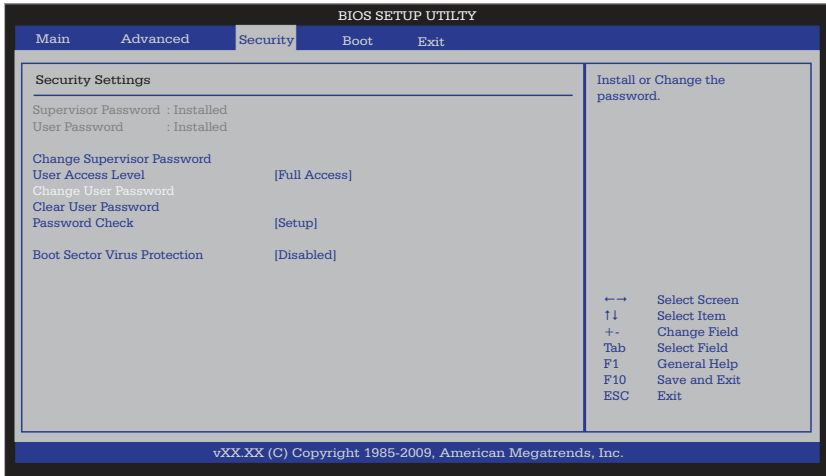 BIOS SETUP UTILTY
Main Advanced Security Boot Exit
Security Settings
Supervisor Password : Installed
User Password : Installed
Change Supervisor Password
User Access Level [Full Access]
Change User Password
Clear User Password
Password Check [Setup]
Boot Sector Virus Protection [Disabled]
Install or Change the
password.
←→ Select Screen
↑↓ Select Item
+- Change Field
Tab Select Field
F1 General Help
F10 Save and Exit
ESC Exit
vXX.XX (C) Copyright 1985-2009, American Megatrends, Inc.